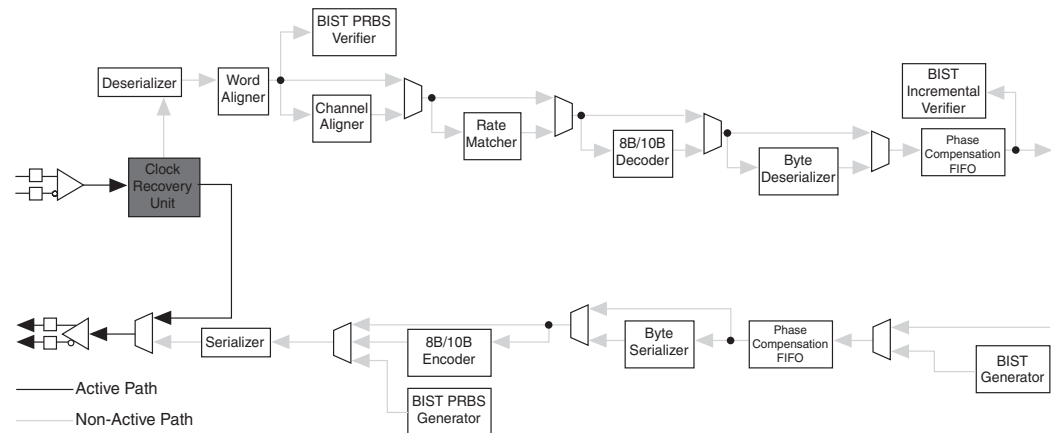 BIST PRBS
Verifier
Deserializer
Word
Aligner
Channel
Aligner
Rate
Matcher
8B/10B
Decoder
Byte
Deserializer
BIST
Incremental
Verifier
Phase
Compensation
FIFO
Clock
Recovery
Unit
Serializer
8B/10B
Encoder
BIST PRBS
Generator
Byte
Serializer
Phase
Compensation
FIFO
BIST
Generator
Active Path
Non-Active Path